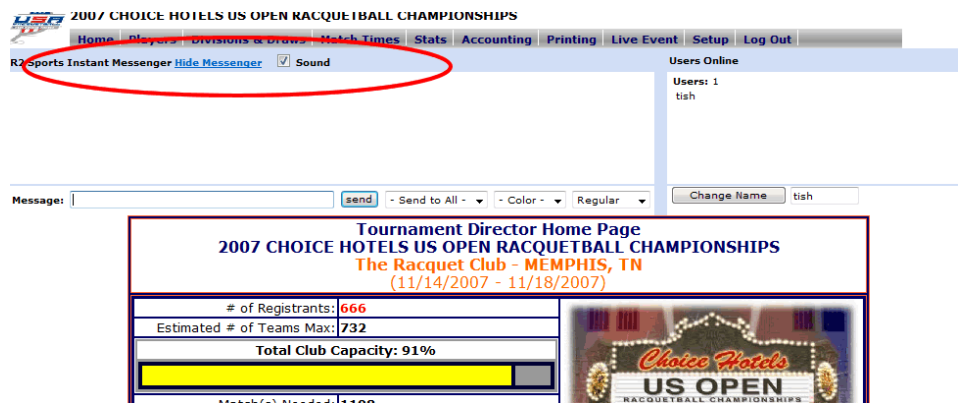 USA
2007 CHOICE HOTELS US OPEN RACQUETBALL CHAMPIONSHIPS
Home Players Divisions & Draws Match Times Stats Accounting Printing Live Event Setup Log Out
R2 Sports Instant Messenger Hide Messenger Sound
Users Online
Users: 1
tish
Message: send - Send to All - - Color - Regular
Change Name tish
Tournament Director Home Page
2007 CHOICE HOTELS US OPEN RACQUETBALL CHAMPIONSHIPS
The Racquet Club - MEMPHIS, TN
(11/14/2007 - 11/18/2007)
# of Registrants: 666
Estimated # of Teams Max: 732
Total Club Capacity: 91%
Choice Hotels
US OPEN
RACQUETBALL CHAMPIONSHIPS
Match(s) Needed: